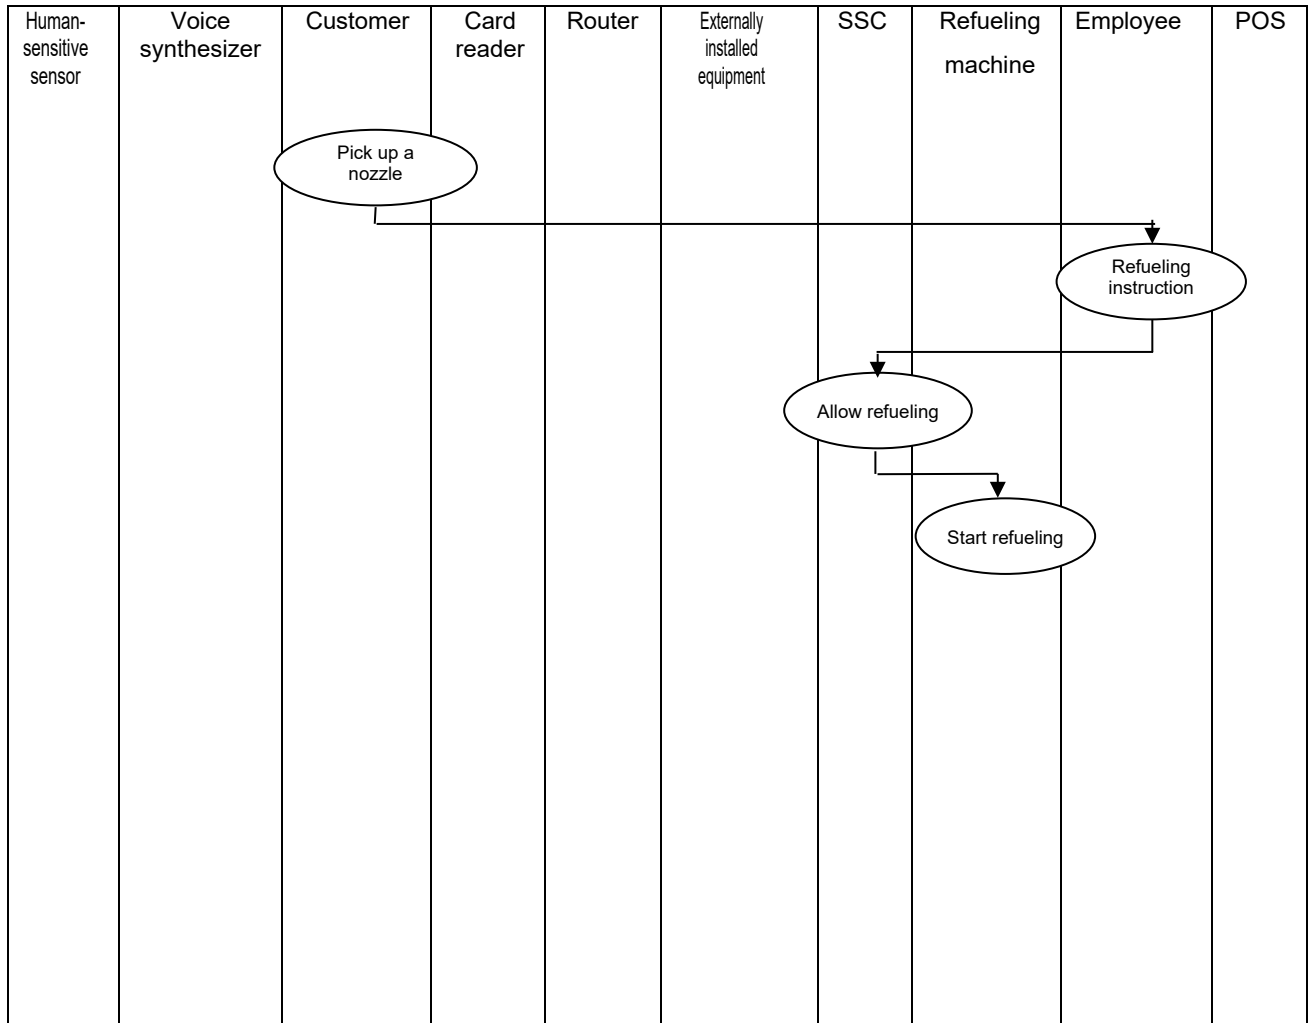 Human-
sensitive
sensor
Voice
synthesizer
Customer
Card
reader
Router
Externally
installed
equipment
SSC
Refueling
machine
Employee
POS
Pick up a
nozzle
Refueling
instruction
Allow refueling
Start refueling